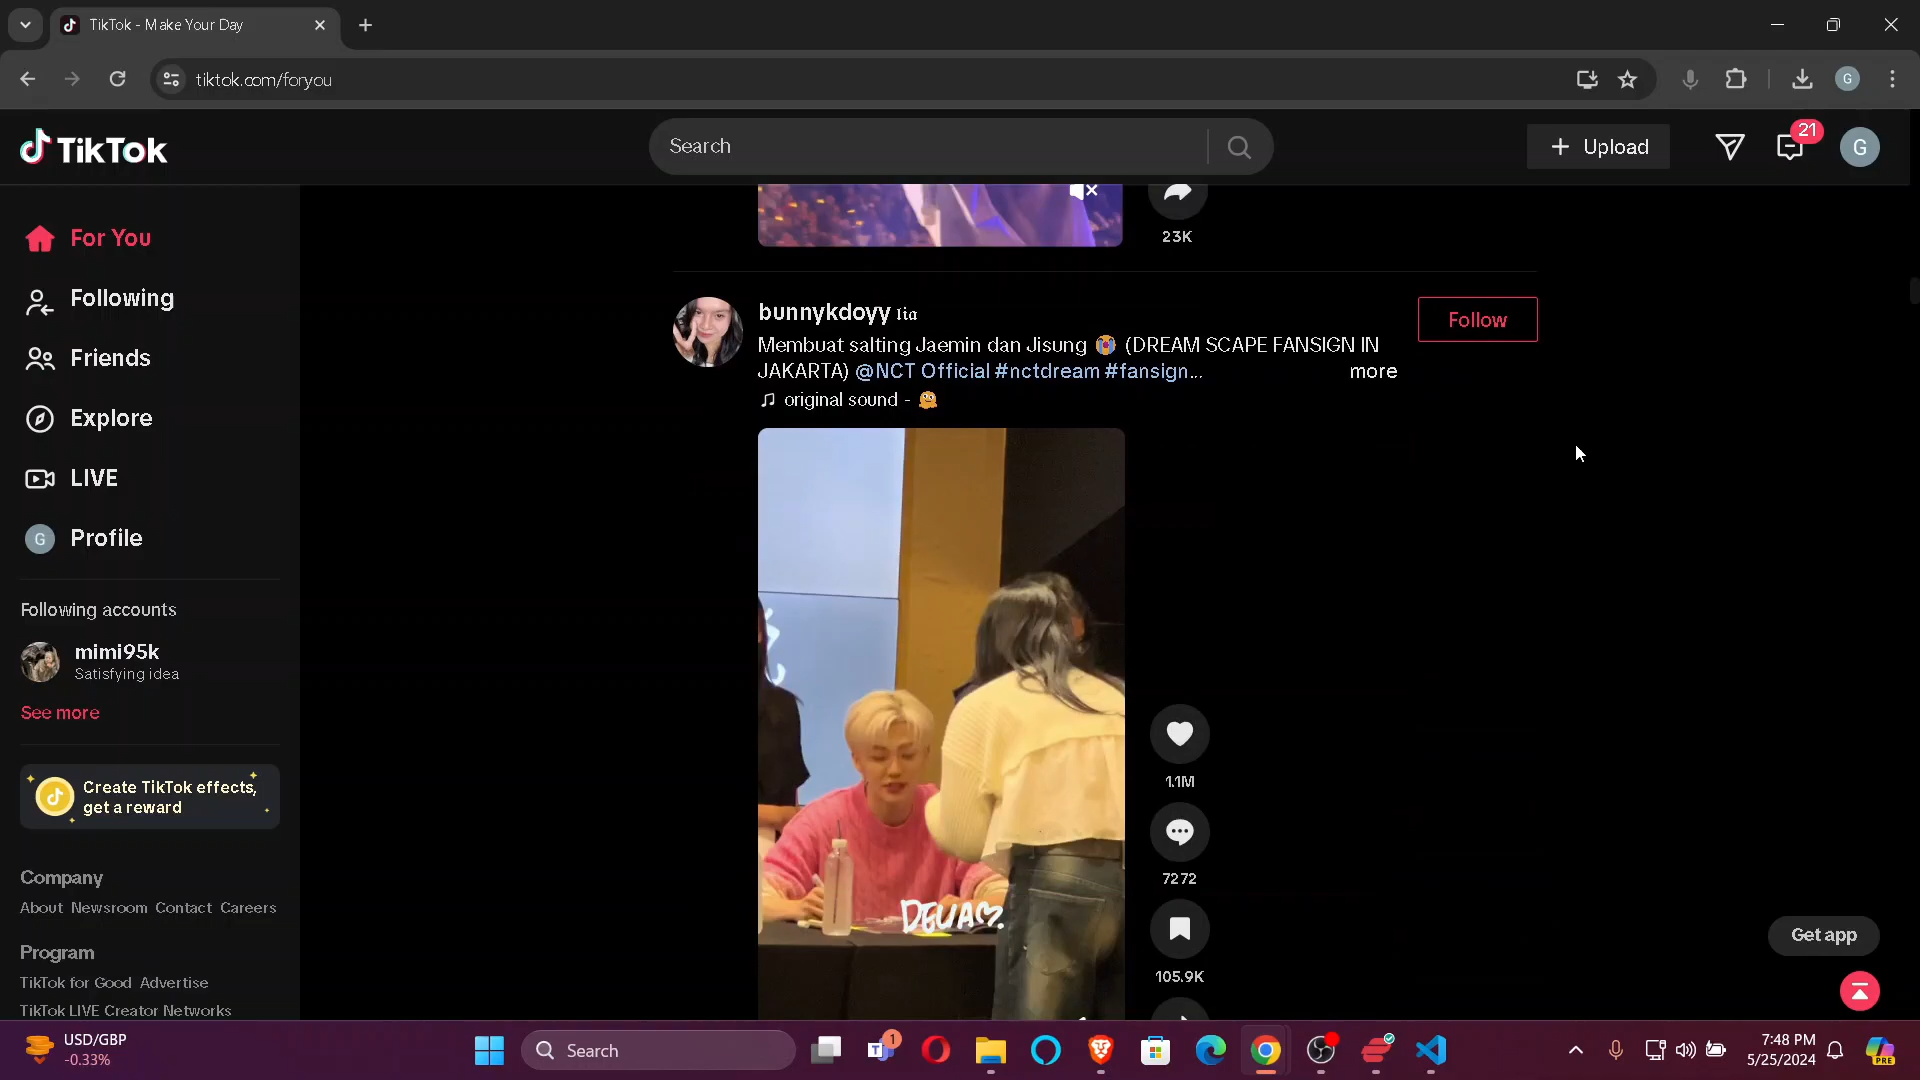 TikTok - Make Your Day
tiktok.com/foryou
TikTok
Search
Upload
21
G
For You
Following
Friends
Explore
LIVE
G Profile
Following accounts
mimi95k
Satisfying idea
See more
Create TikTok effects,
get a reward
Company
About Newsroom Contact Careers
Program
TikTok for Good Advertise
TikTok LIVE Creator Networks
23K
bunnykdoyy lia
Follow
Membuat salting Jaemin dan Jisung 😭 (DREAM SCAPE FANSIGN IN
JAKARTA) @NCT Official #nctdream #fansign... more
original sound - 🫠
DELIA
1.1M
7272
105.9K
Get app
USD/GBP
-0.33%
Search
1
PRE
7:48 PM
5/25/2024